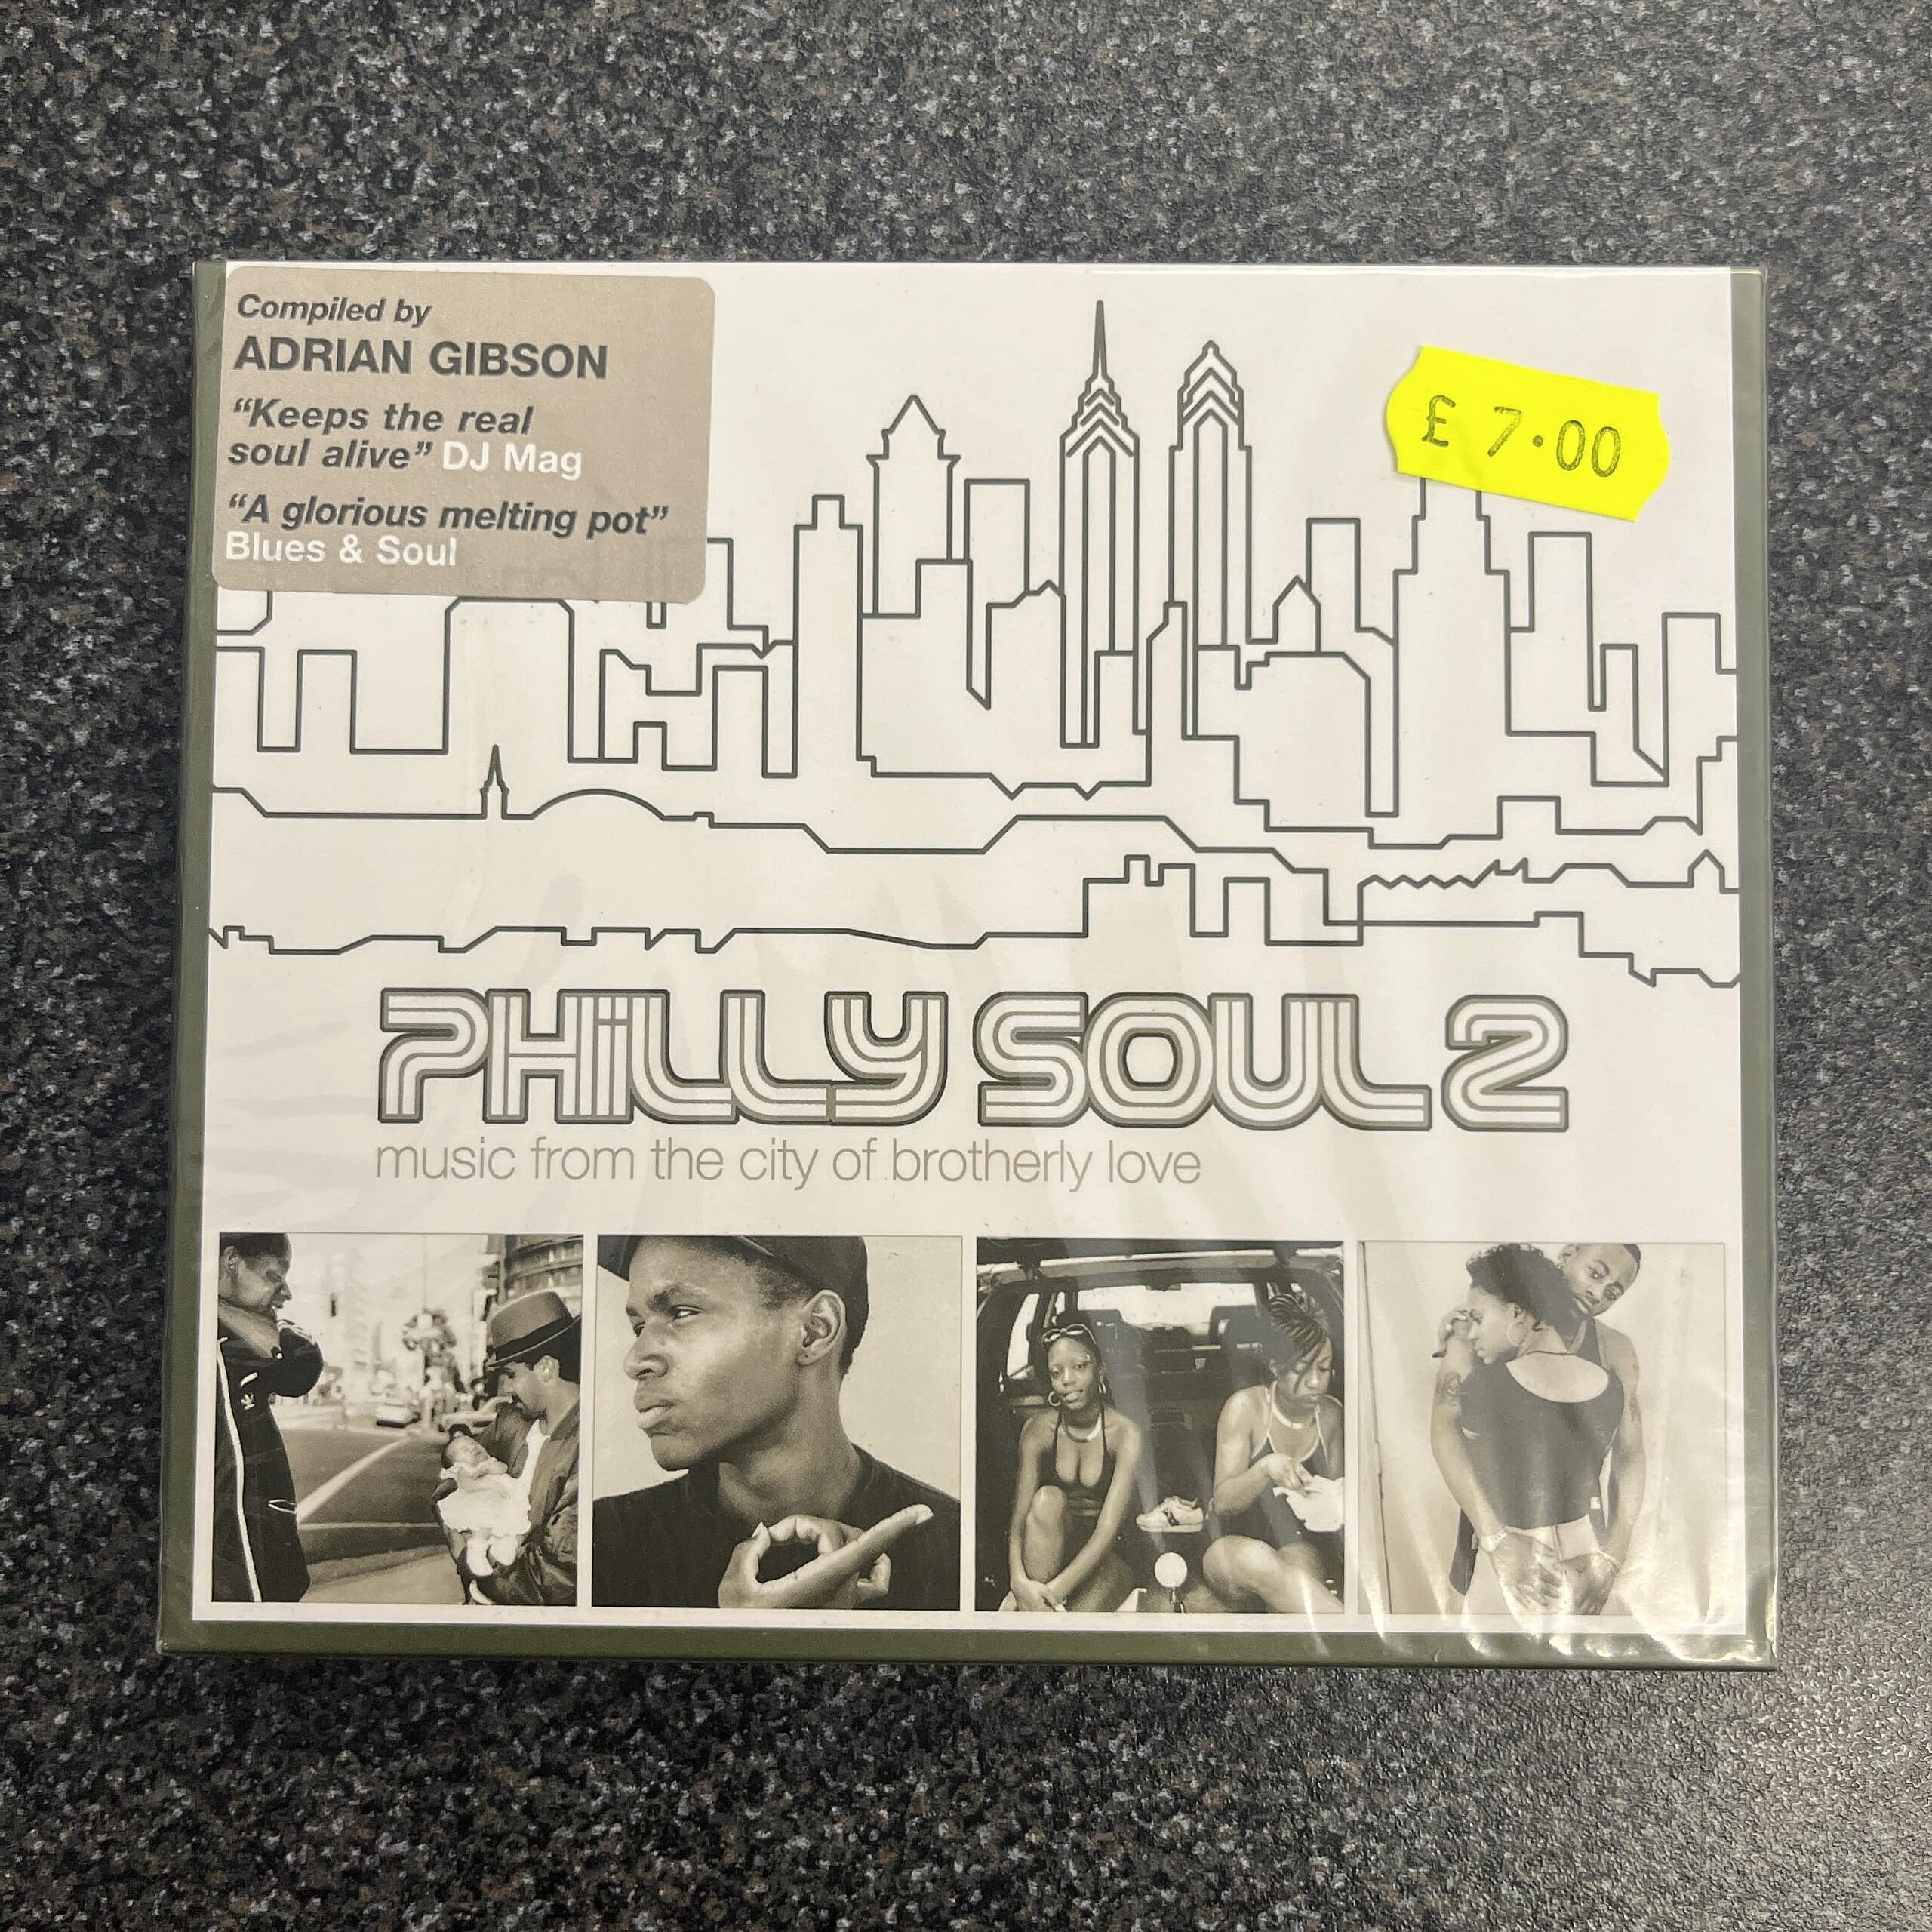 Compiled by
ADRIAN GIBSON
“Keeps the real
soul alive” DJ Mag
“A glorious melting pot”
Blues & Soul
£ 7.00
PHILLY SOUL 2
music from the city of brotherly love